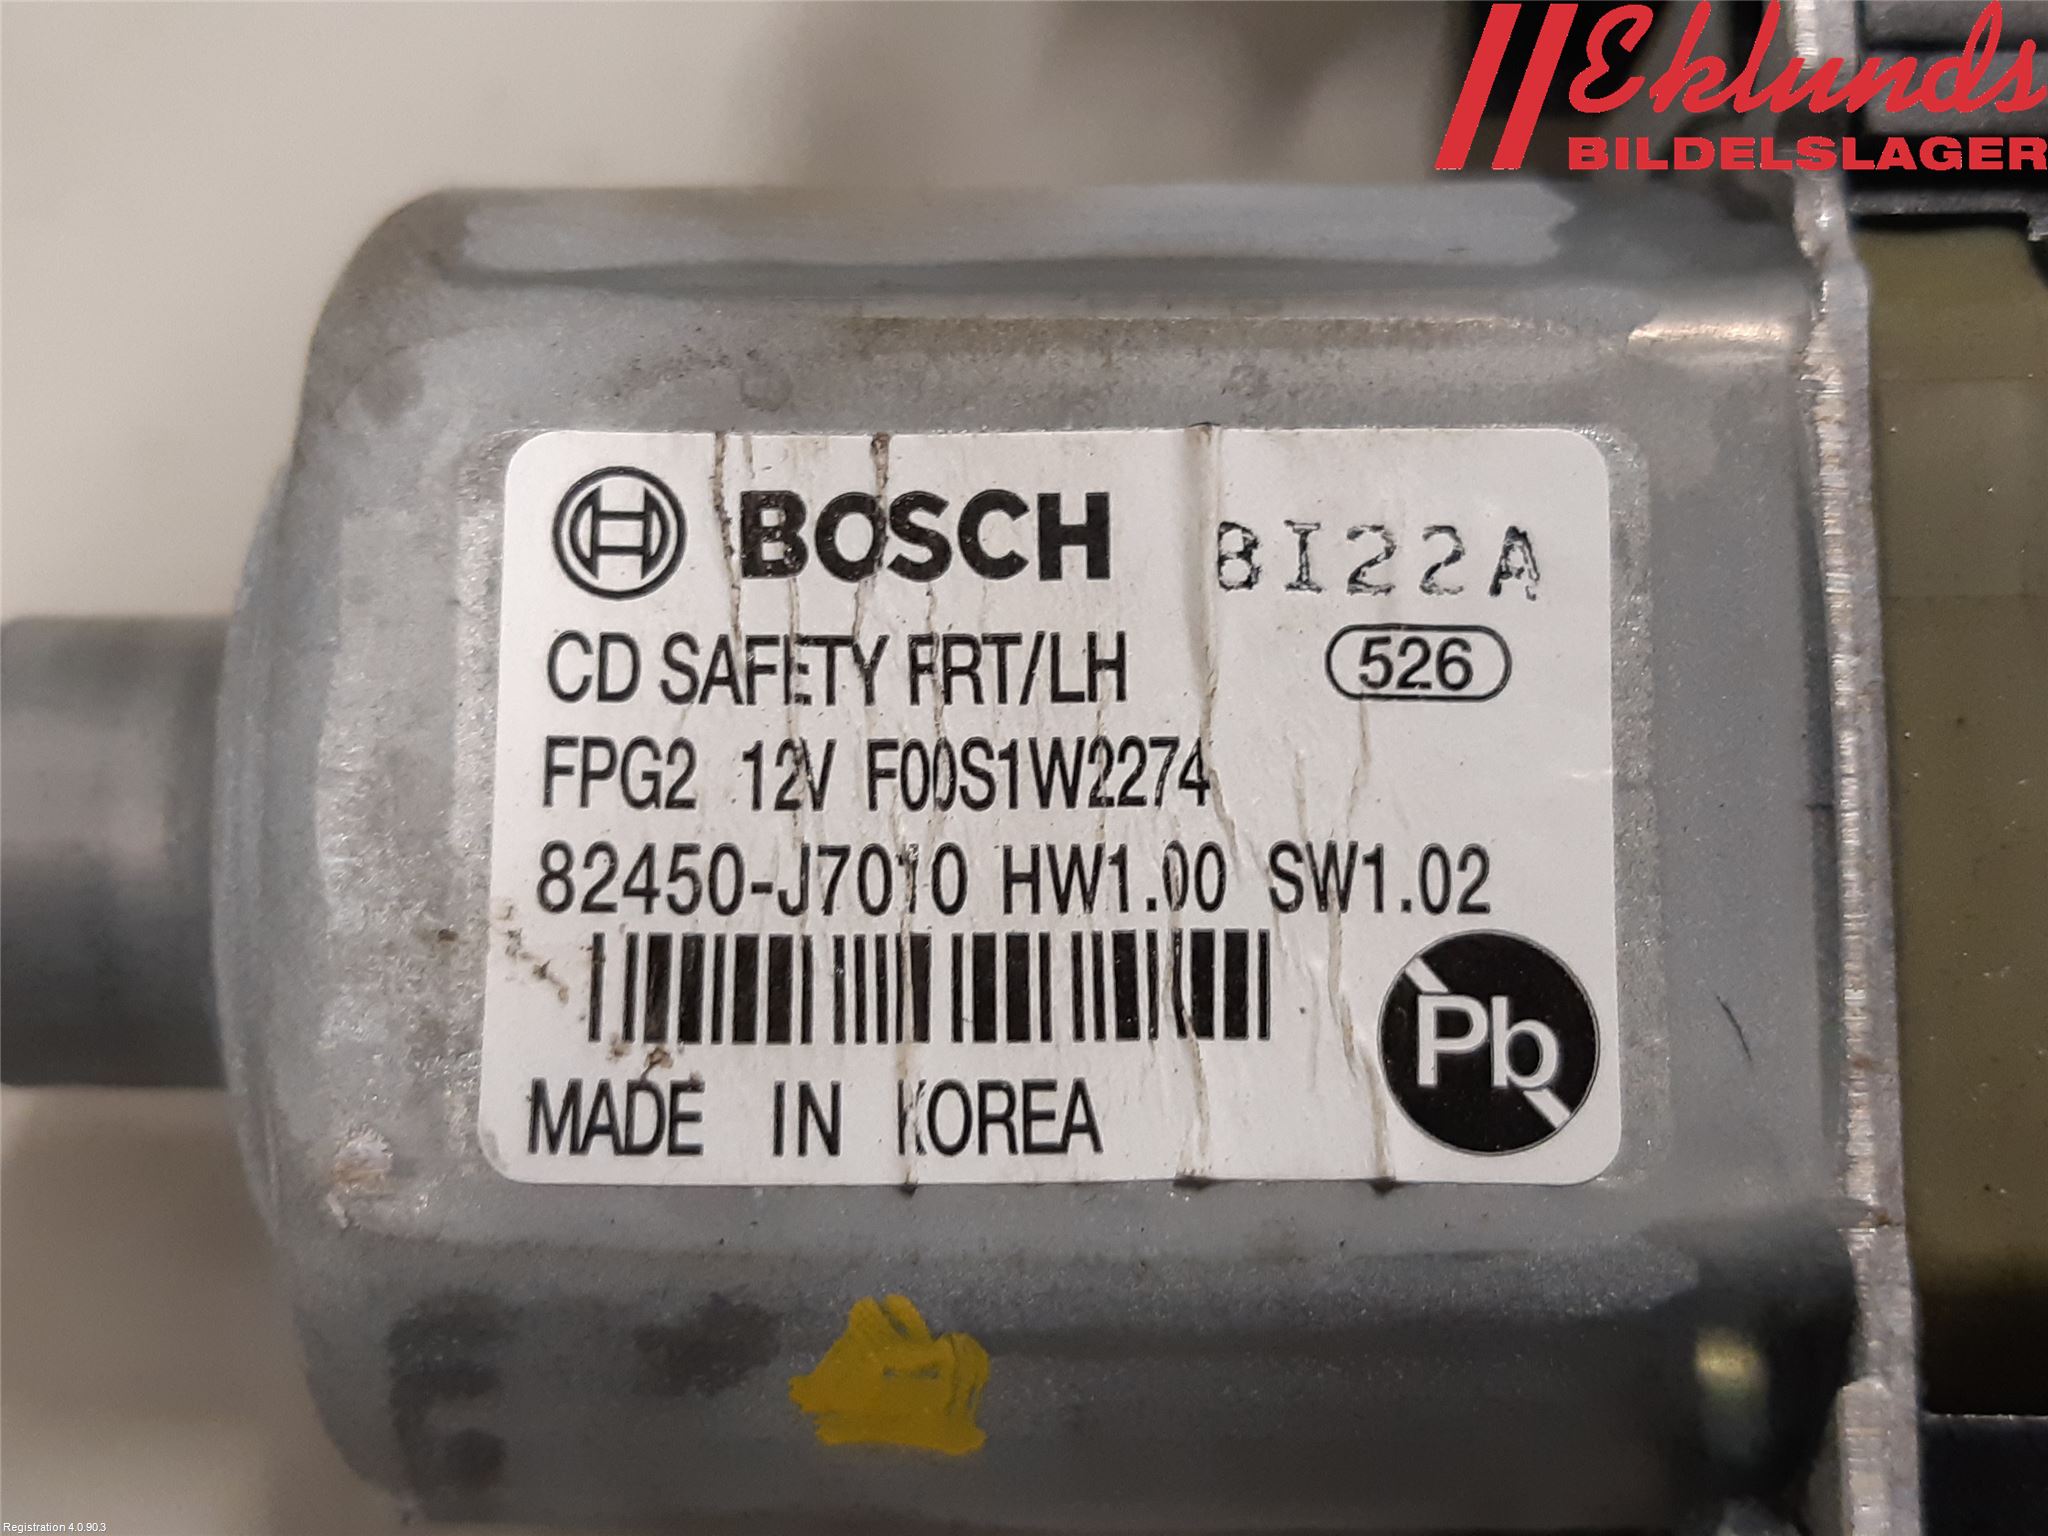 Eklunds
BILDELSLAGER
BOSCH 8I22A
CD SAFETY FRT/LH 526
FPG2 12V F00S1W2274
82450-J7010 HW1.00 SW1.02
Pb
MADE IN KOREA
Registration 4.0.90.3